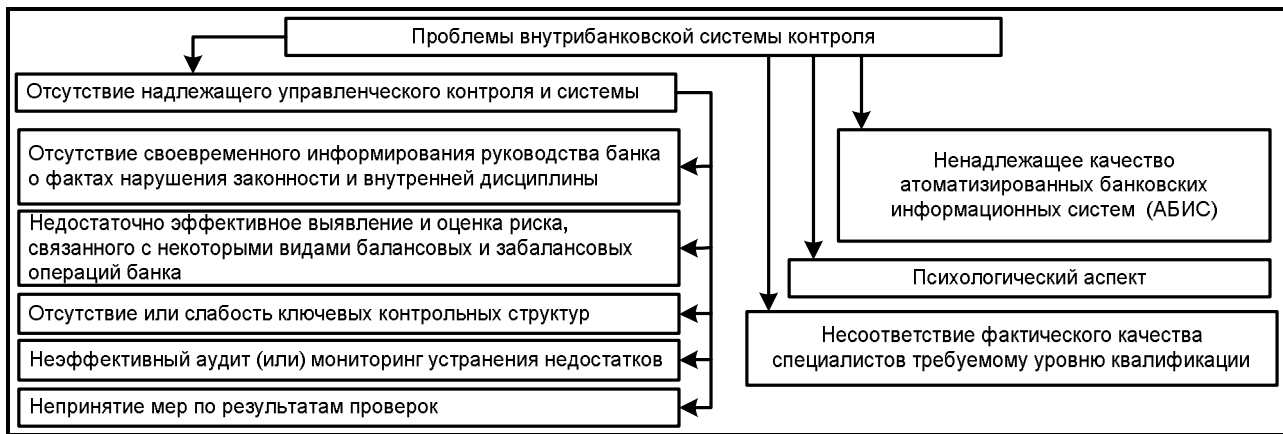 Проблемы внутрибанковской системы контроля
Отсутствие надлежащего управленческого контроля и системы
Отсутствие своевременного информирования руководства банка
о фактах нарушения законности и внутренней дисциплины
Недостаточно эффективное выявление и оценка риска,
связанного с некоторыми видами балансовых и забалансовых
операций банка
Отсутствие или слабость ключевых контрольных структур
Неэффективный аудит (или) мониторинг устранения недостатков
Непринятие мер по результатам проверок
Ненадлежащее качество
атоматизированных банковских
информационных систем (АБИС)
Психологический аспект
Несоответствие фактического качества
специалистов требуемому уровню квалификации